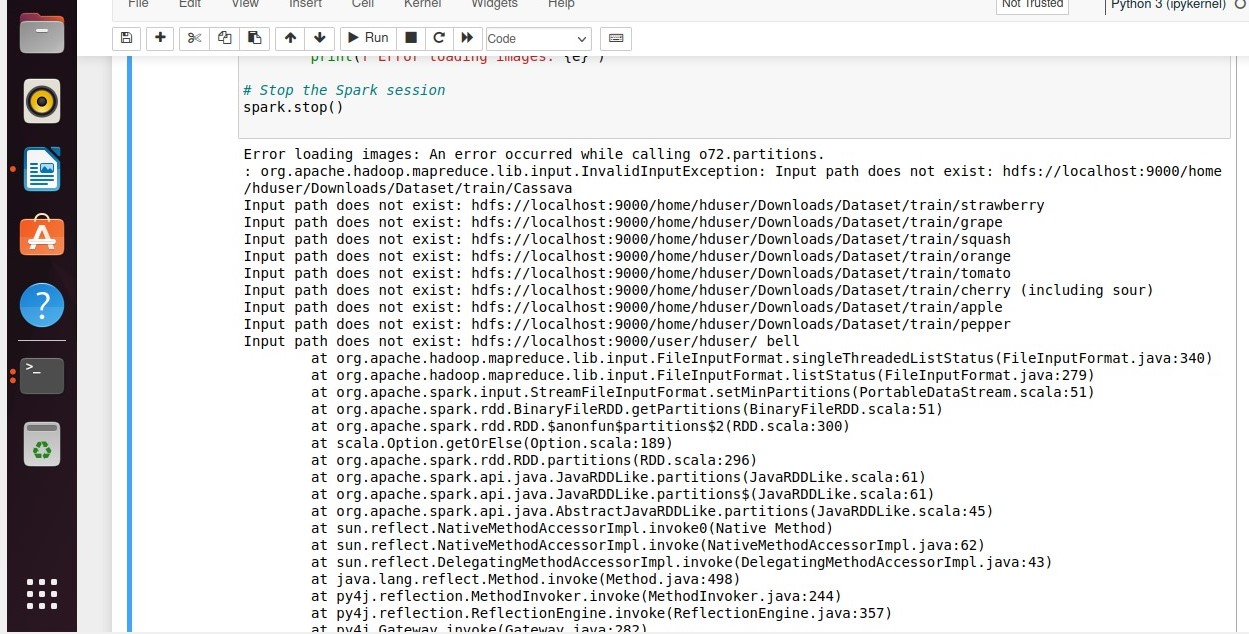 File Edit View Insert Cell Kernel Widgets Help
Not Trusted
Python 3 (ipykernel)
Run
Code
print(f"Error loading images: {e}")
# Stop the Spark session
spark.stop()
Error loading images: An error occurred while calling o72.partitions.
: org.apache.hadoop.mapreduce.lib.input.InvalidInputException: Input path does not exist: hdfs://localhost:9000/home
/hduser/Downloads/Dataset/train/Cassava
Input path does not exist: hdfs://localhost:9000/home/hduser/Downloads/Dataset/train/strawberry
Input path does not exist: hdfs://localhost:9000/home/hduser/Downloads/Dataset/train/grape
Input path does not exist: hdfs://localhost:9000/home/hduser/Downloads/Dataset/train/squash
Input path does not exist: hdfs://localhost:9000/home/hduser/Downloads/Dataset/train/orange
Input path does not exist: hdfs://localhost:9000/home/hduser/Downloads/Dataset/train/tomato
Input path does not exist: hdfs://localhost:9000/home/hduser/Downloads/Dataset/train/cherry (including sour)
Input path does not exist: hdfs://localhost:9000/home/hduser/Downloads/Dataset/train/apple
Input path does not exist: hdfs://localhost:9000/home/hduser/Downloads/Dataset/train/pepper
Input path does not exist: hdfs://localhost:9000/user/hduser/ bell
at org.apache.hadoop.mapreduce.lib.input.FileInputFormat.singleThreadedListStatus(FileInputFormat.java:340)
at org.apache.hadoop.mapreduce.lib.input.FileInputFormat.listStatus(FileInputFormat.java:279)
at org.apache.spark.input.StreamFileInputFormat.setMinPartitions(PortableDataStream.scala:51)
at org.apache.spark.rdd.BinaryFileRDD.getPartitions(BinaryFileRDD.scala:51)
at org.apache.spark.rdd.RDD.$anonfun$partitions$2(RDD.scala:300)
at scala.Option.getOrElse(Option.scala:189)
at org.apache.spark.rdd.RDD.partitions(RDD.scala:296)
at org.apache.spark.api.java.JavaRDDLike.partitions(JavaRDDLike.scala:61)
at org.apache.spark.api.java.JavaRDDLike.partitions$(JavaRDDLike.scala:61)
at org.apache.spark.api.java.AbstractJavaRDDLike.partitions(JavaRDDLike.scala:45)
at sun.reflect.NativeMethodAccessorImpl.invoke0(Native Method)
at sun.reflect.NativeMethodAccessorImpl.invoke(NativeMethodAccessorImpl.java:62)
at sun.reflect.DelegatingMethodAccessorImpl.invoke(DelegatingMethodAccessorImpl.java:43)
at java.lang.reflect.Method.invoke(Method.java:498)
at py4j.reflection.MethodInvoker.invoke(MethodInvoker.java:244)
at py4j.reflection.ReflectionEngine.invoke(ReflectionEngine.java:357)
at py4j.Gateway.invoke(Gateway.java:282)